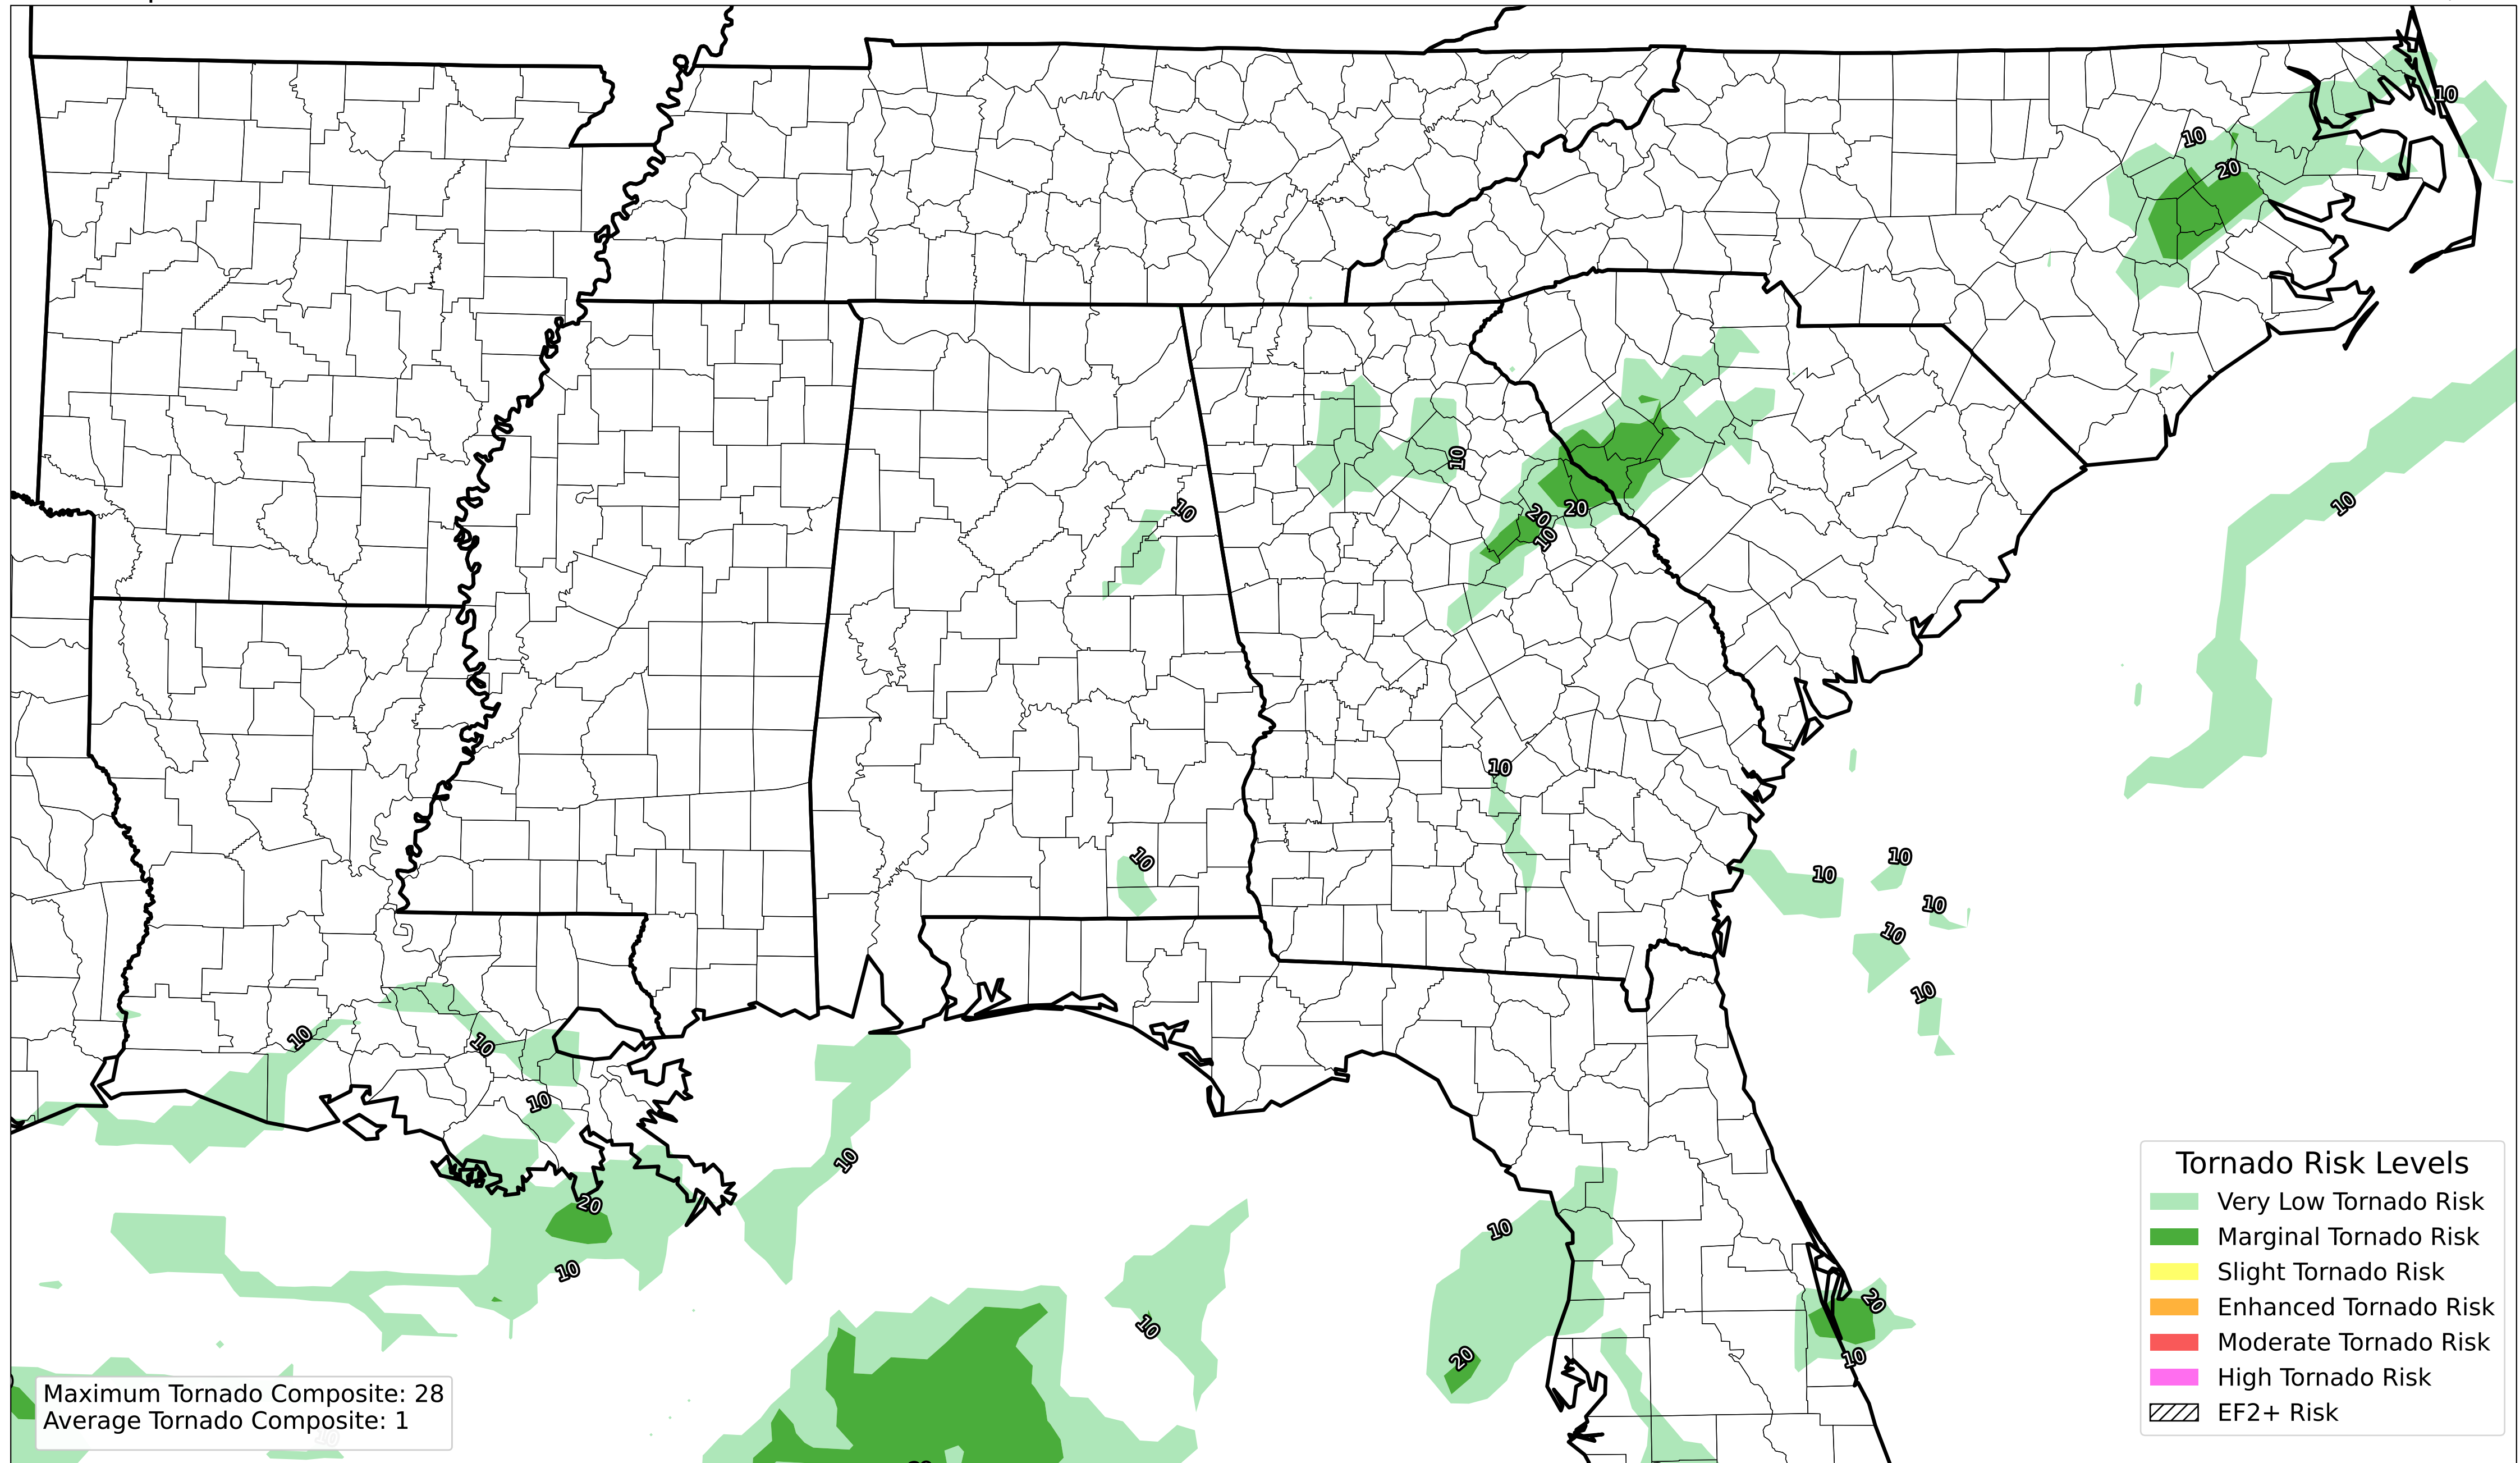 10
10
20
10
10
10
20
20
10
10
10
10
10
10
10
10
10
10
10
10
10
20
10
10
20
10
20
10
Tornado Risk Levels
Very Low Tornado Risk
Marginal Tornado Risk
Slight Tornado Risk
Enhanced Tornado Risk
Moderate Tornado Risk
High Tornado Risk
EF2+ Risk
Maximum Tornado Composite: 28
Average Tornado Composite: 1